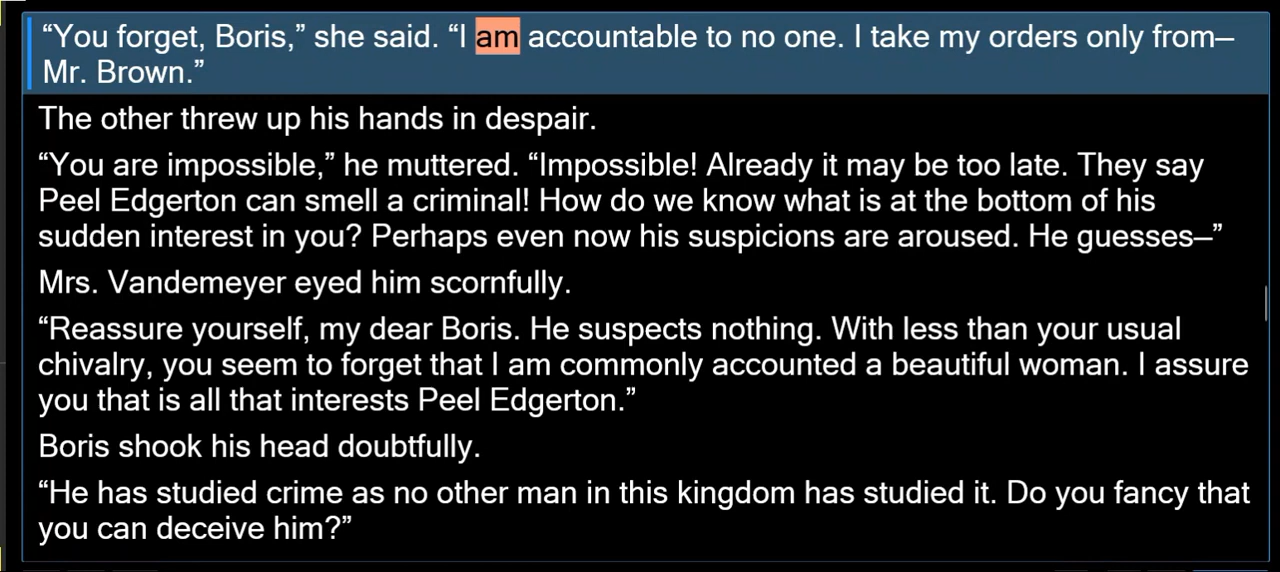 “You forget, Boris,” she said. “I am accountable to no one. I take my orders only from—
Mr. Brown.”
The other threw up his hands in despair.
“You are impossible,” he muttered. “Impossible! Already it may be too late. They say
Peel Edgerton can smell a criminal! How do we know what is at the bottom of his
sudden interest in you? Perhaps even now his suspicions are aroused. He guesses—”
Mrs. Vandemeyer eyed him scornfully.
“Reassure yourself, my dear Boris. He suspects nothing. With less than your usual
chivalry, you seem to forget that I am commonly accounted a beautiful woman. I assure
you that is all that interests Peel Edgerton.”
Boris shook his head doubtfully.
“He has studied crime as no other man in this kingdom has studied it. Do you fancy that
you can deceive him?”